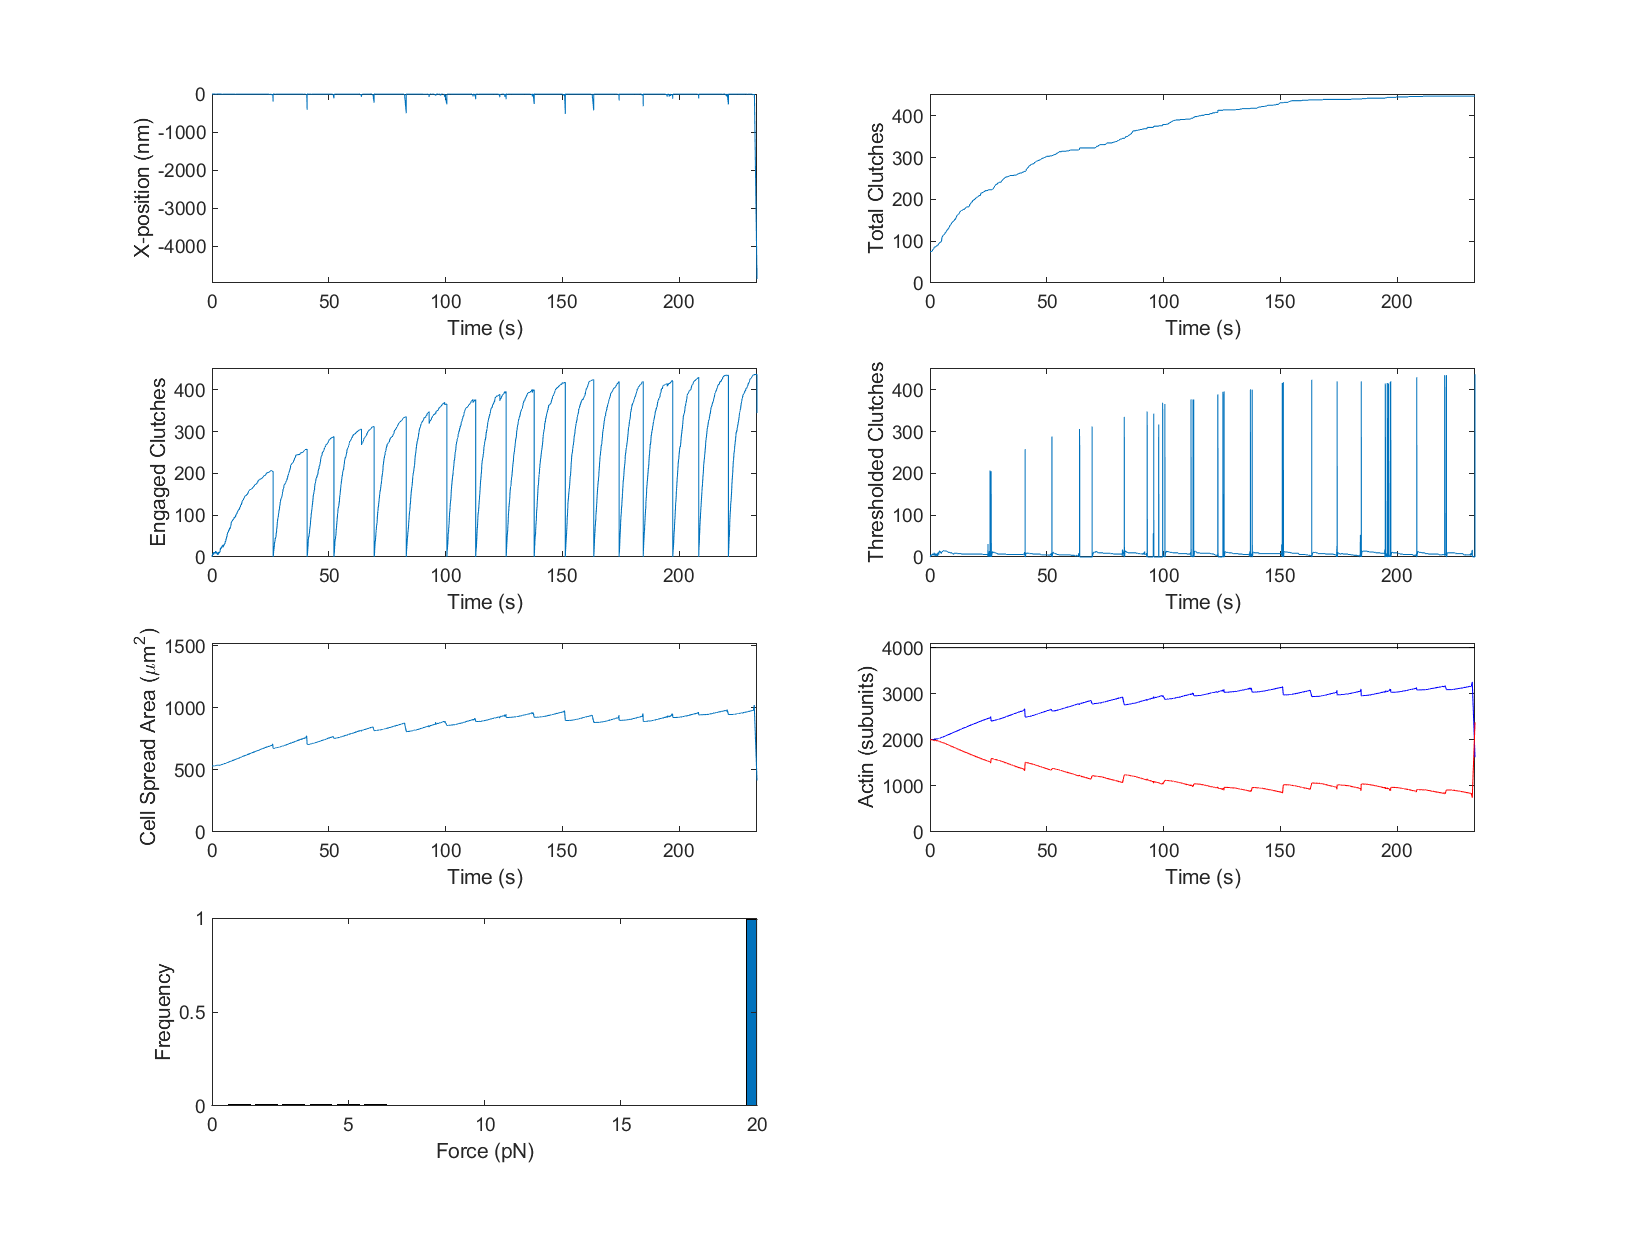 X-position (nm)
0
-1000
-2000
-3000
-4000
0 50 100 150 200
Time (s)
Total Clutches
400
300
200
100
0
0 50 100 150 200
Time (s)
Engaged Clutches
400
300
200
100
0
0 50 100 150 200
Time (s)
Thresholded Clutches
400
300
200
100
0
0 50 100 150 200
Time (s)
Cell Spread Area (μm²)
1500
1000
500
0
0 50 100 150 200
Time (s)
Actin (subunits)
4000
3000
2000
1000
0
0 50 100 150 200
Time (s)
Frequency
1
0.5
0
0 5 10 15 20
Force (pN)